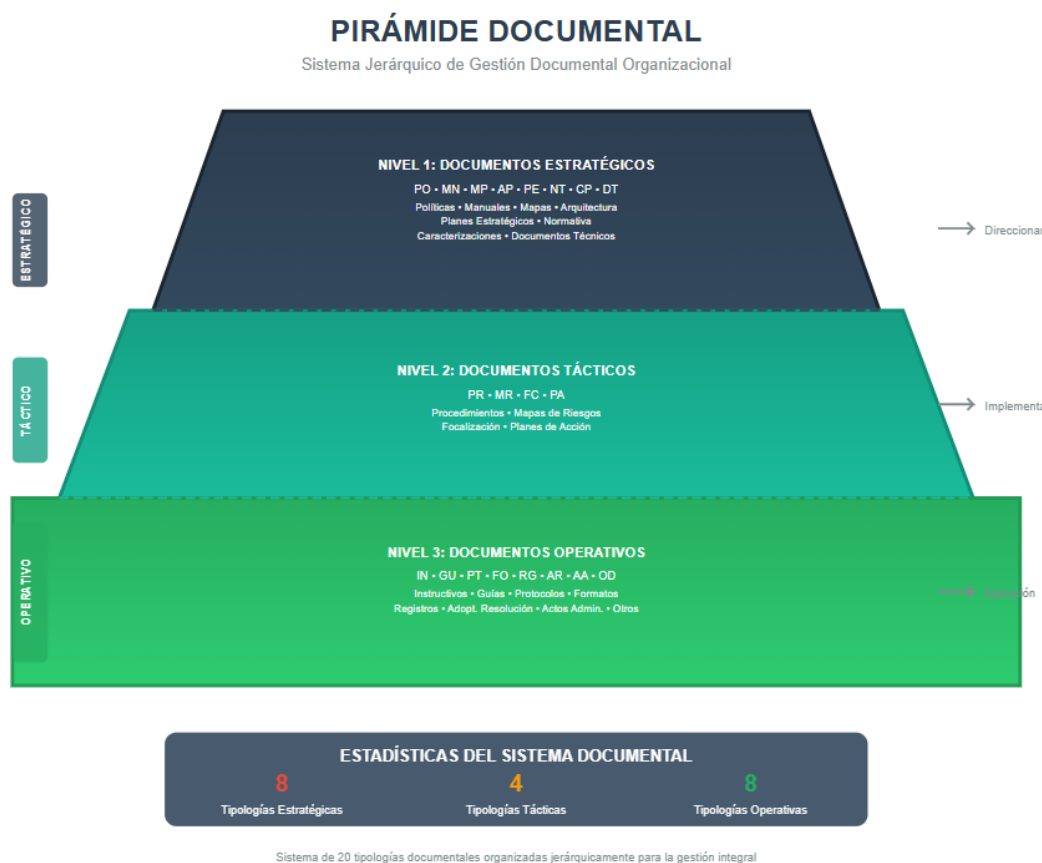 PIRÁMIDE DOCUMENTAL
Sistema Jerárquico de Gestión Documental Organizacional
ESTRATÉGICO
NIVEL 1: DOCUMENTOS ESTRATÉGICOS
PO • MN • MP • AP • PE • NT • CP • DT
Políticas • Manuales • Mapas • Arquitectura
Planes Estratégicos • Normativa
Caracterizaciones • Documentos Técnicos
Direccionam
TÁCTICO
NIVEL 2: DOCUMENTOS TÁCTICOS
PR • MR • FC • PA
Procedimientos • Mapas de Riesgos
Focalización • Planes de Acción
Implementa
OPERATIVO
NIVEL 3: DOCUMENTOS OPERATIVOS
IN • GU • PT • FO • RG • AR • AA • OD
Instructivos • Guías • Protocolos • Formatos
Registros • Adopt. Resolución • Actos Admin. • Otros
Ejecución
ESTADÍSTICAS DEL SISTEMA DOCUMENTAL
8 4 8
Tipologías Estratégicas Tipologías Tácticas Tipologías Operativas
Sistema de 20 tipologías documentales organizadas jerárquicamente para la gestión integral